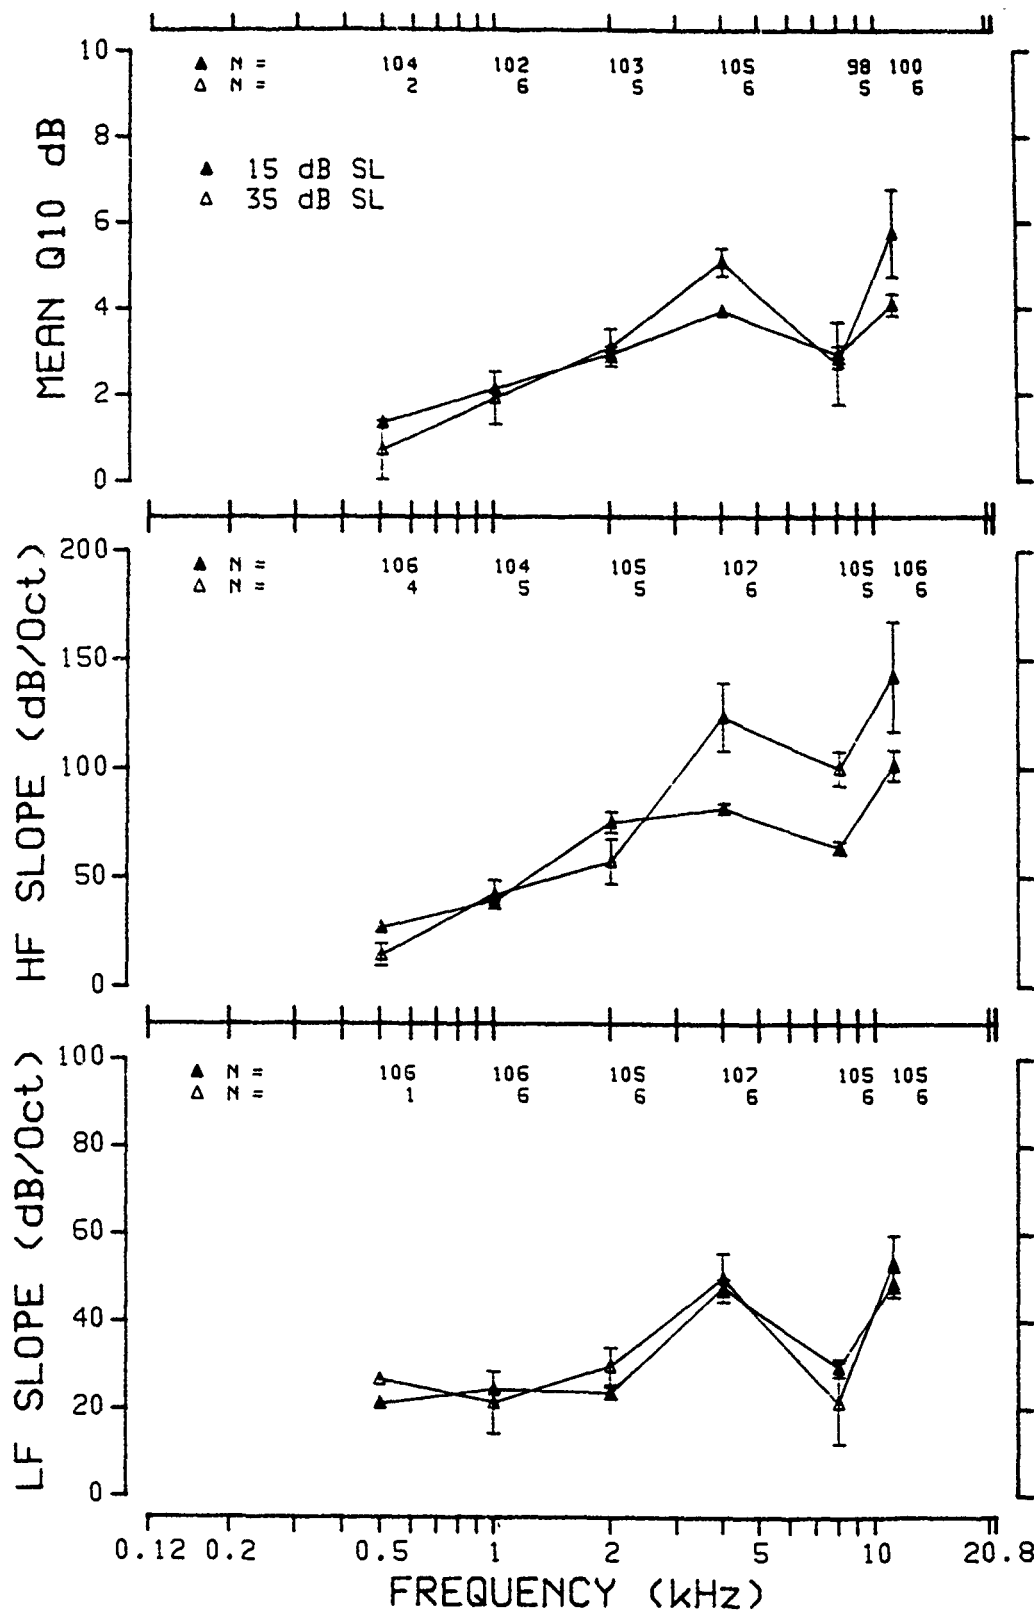 10
▲ N = 104 102 103 105 98 100
△ N = 2 6 5 6 5 6
8
▲ 15 dB SL
△ 35 dB SL
6
4
2
0
MEAN Q10 dB
200
▲ N = 106 104 105 107 105 106
△ N = 4 5 5 6 5 6
150
100
50
0
HF SLOPE (dB/Oct)
100
▲ N = 106 106 105 107 105 105
△ N = 1 6 6 6 6 6
80
60
40
20
0
LF SLOPE (dB/Oct)
0.12 0.2 0.5 1 2 5 10 20.8
FREQUENCY (kHz)